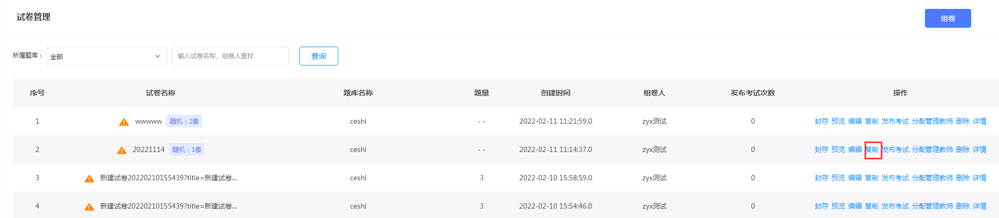 试卷管理
组卷
所属题库： 全部 输入试卷名称、组卷人查找 查询
序号 试卷名称 题库名称 题量 创建时间 组卷人 发布考试次数 操作
1 wwwww 随机：2套 ceshi - - 2022-02-11 11:21:59.0 zyx测试 0 封存 预览 编辑 复制 发布考试 分配管理教师 删除 详情
2 20221114 随机：1套 ceshi - - 2022-02-11 11:14:37.0 zyx测试 0 封存 预览 编辑 复制 发布考试 分配管理教师 删除 详情
3 新建试卷20220210155439?title=新建试卷... ceshi 3 2022-02-10 15:58:59.0 zyx测试 0 封存 预览 编辑 复制 发布考试 分配管理教师 删除 详情
4 新建试卷20220210155439?title=新建试卷... ceshi 3 2022-02-10 15:54:46.0 zyx测试 0 封存 预览 编辑 复制 发布考试 分配管理教师 删除 详情